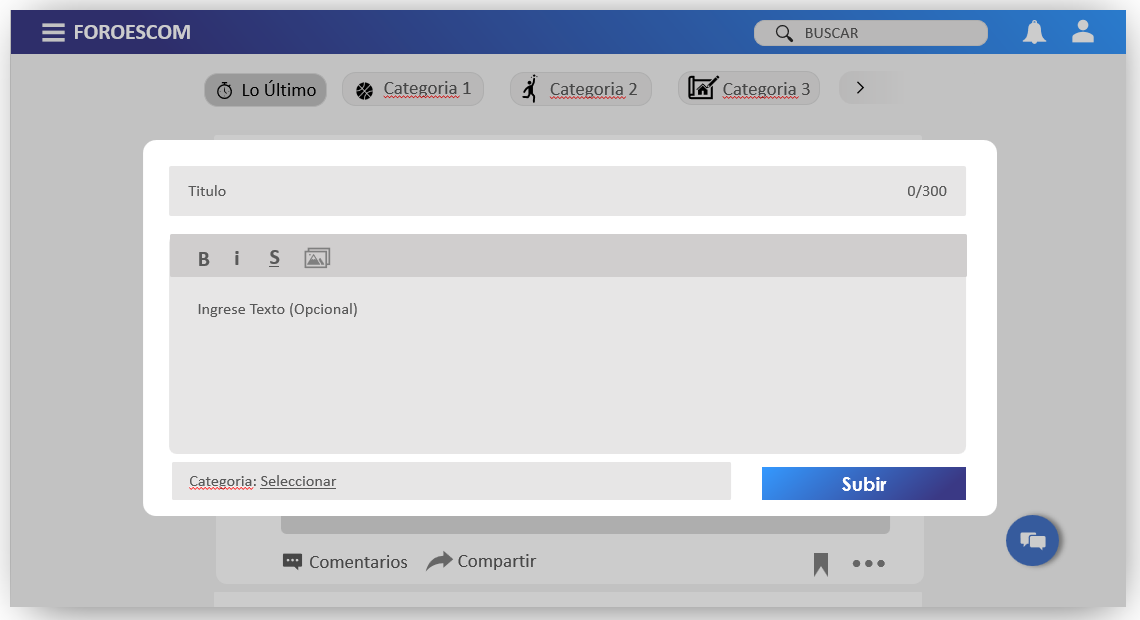 FOROESCOM
BUSCAR
Lo Último
Categoria 1
Categoria 2
Categoria 3
Titulo
0/300
B i S
Ingrese Texto (Opcional)
Categoria: Seleccionar
Subir
Comentarios
Compartir